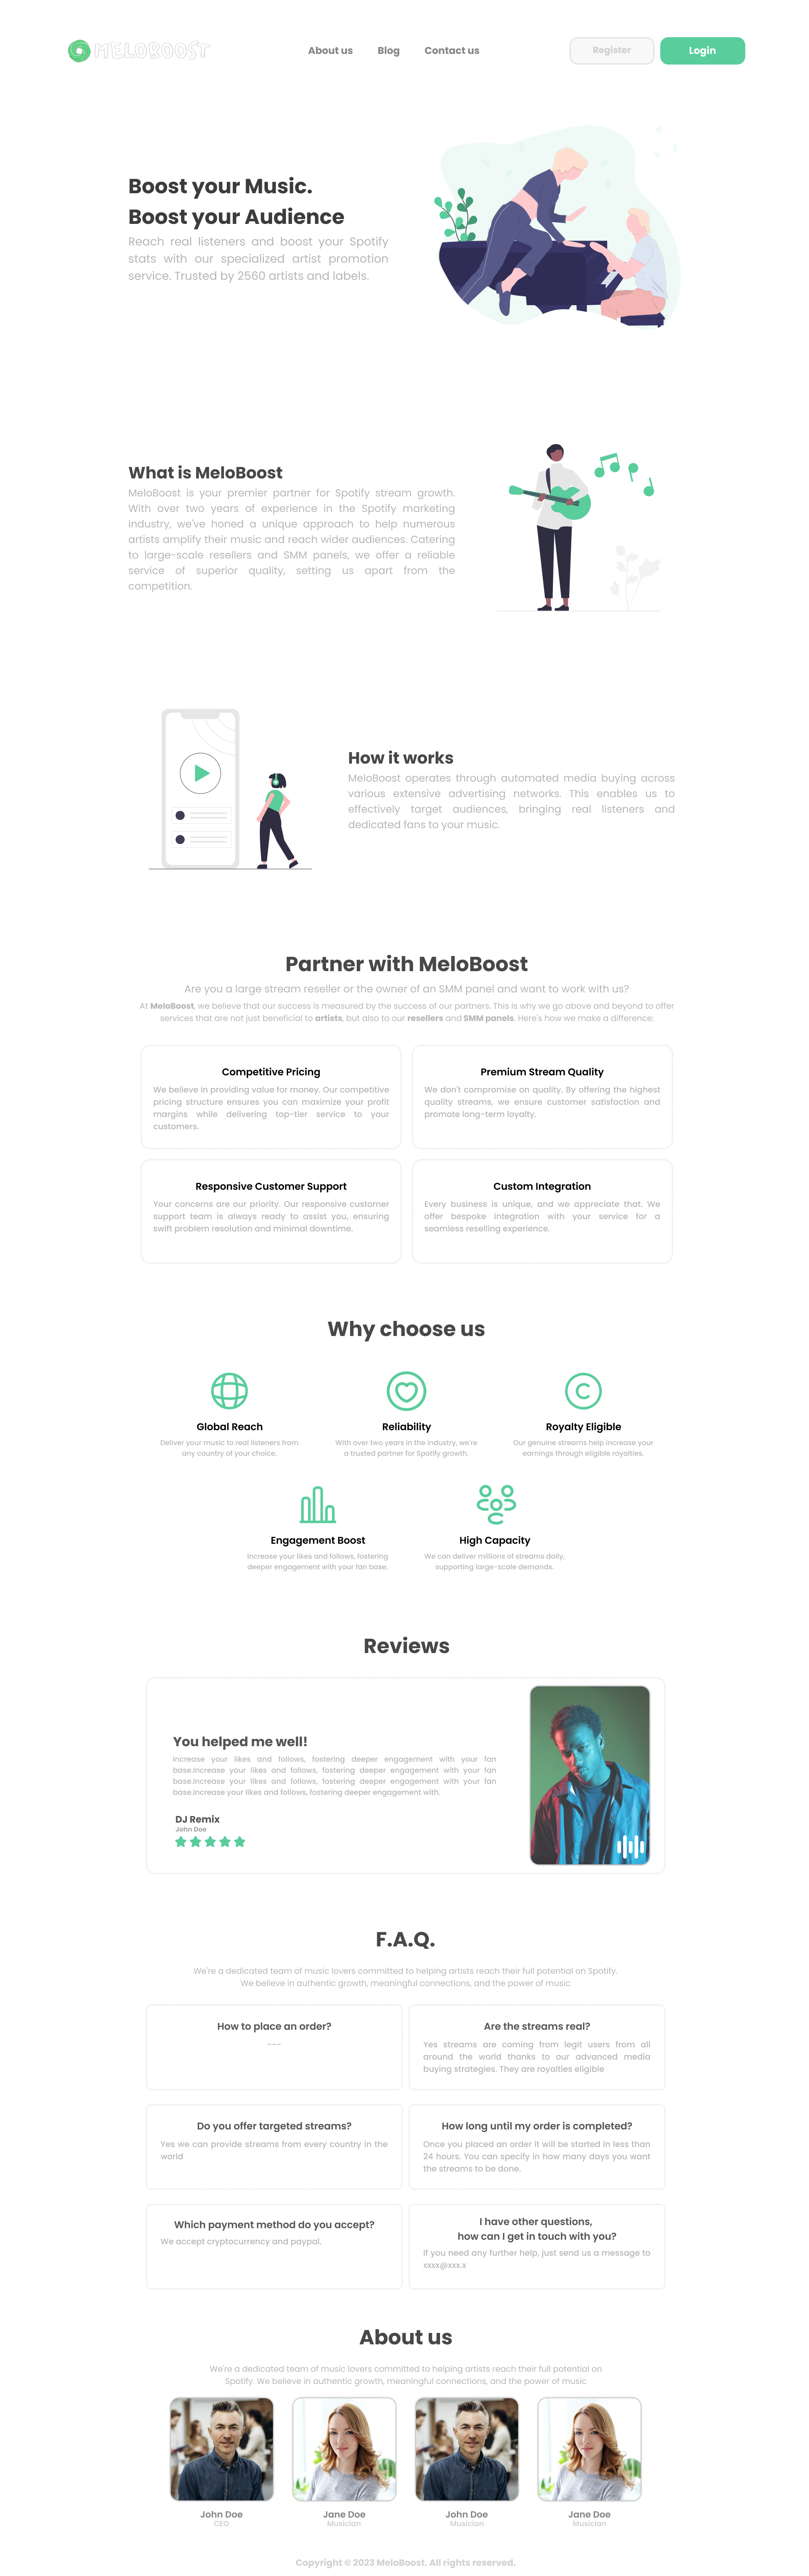 MELOBOOST
About us
Blog
Contact us
Register
Login
Boost your Music.
Boost your Audience
Reach real listeners and boost your Spotify
stats with our specialized artist promotion
service. Trusted by 2560 artists and labels.
What is MeloBoost
MeloBoost is your premier partner for Spotify stream growth.
With over two years of experience in the Spotify marketing
industry, we've honed a unique approach to help numerous
artists amplify their music and reach wider audiences. Catering
to large-scale resellers and SMM panels, we offer a reliable
service of superior quality, setting us apart from the
competition.
How it works
MeloBoost operates through automated media buying across
various extensive advertising networks. This enables us to
effectively target audiences, bringing real listeners and
dedicated fans to your music.
Partner with MeloBoost
Are you a large stream reseller or the owner of an SMM panel and want to work with us?
At MeloBoost, we believe that our success is measured by the success of our partners. This is why we go above and beyond to offer
services that are not just beneficial to artists, but also to our resellers and SMM panels. Here's how we make a difference:
Competitive Pricing
We believe in providing value for money. Our competitive
pricing structure ensures you can maximize your profit
margins while delivering top-tier service to your
customers.
Premium Stream Quality
We don't compromise on quality. By offering the highest
quality streams, we ensure customer satisfaction and
promote long-term loyalty.
Responsive Customer Support
Your concerns are our priority. Our responsive customer
support team is always ready to assist you, ensuring
swift problem resolution and minimal downtime.
Custom Integration
Every business is unique, and we appreciate that. We
offer bespoke integration with your service for a
seamless reselling experience.
Why choose us
Global Reach
Deliver your music to real listeners from
any country of your choice.
Reliability
With over two years in the industry, we're
a trusted partner for Spotify growth.
Royalty Eligible
Our genuine streams help increase your
earnings through eligible royalties.
Engagement Boost
Increase your likes and follows, fostering
deeper engagement with your fan base.
High Capacity
We can deliver millions of streams daily,
supporting large-scale demands.
Reviews
You helped me well!
Increase your likes and follows, fostering deeper engagement with your fan
base.Increase your likes and follows, fostering deeper engagement with your fan
base.Increase your likes and follows, fostering deeper engagement with your fan
base.Increase your likes and follows, fostering deeper engagement with.
DJ Remix
John Doe
F.A.Q.
We're a dedicated team of music lovers committed to helping artists reach their full potential on Spotify.
We believe in authentic growth, meaningful connections, and the power of music
How to place an order?
---
Are the streams real?
Yes streams are coming from legit users from all
around the world thanks to our advanced media
buying strategies. They are royalties eligible
Do you offer targeted streams?
Yes we can provide streams from every country in the
world
How long until my order is completed?
Once you placed an order it will be started in less than
24 hours. You can specify in how many days you want
the streams to be done.
Which payment method do you accept?
We accept cryptocurrency and paypal.
I have other questions,
how can I get in touch with you?
If you need any further help, just send us a message to
xxxx@xxx.x
About us
We're a dedicated team of music lovers committed to helping artists reach their full potential on
Spotify. We believe in authentic growth, meaningful connections, and the power of music
John Doe
CEO
Jane Doe
Musician
John Doe
Musician
Jane Doe
Musician
Copyright © 2023 MeloBoost. All rights reserved.